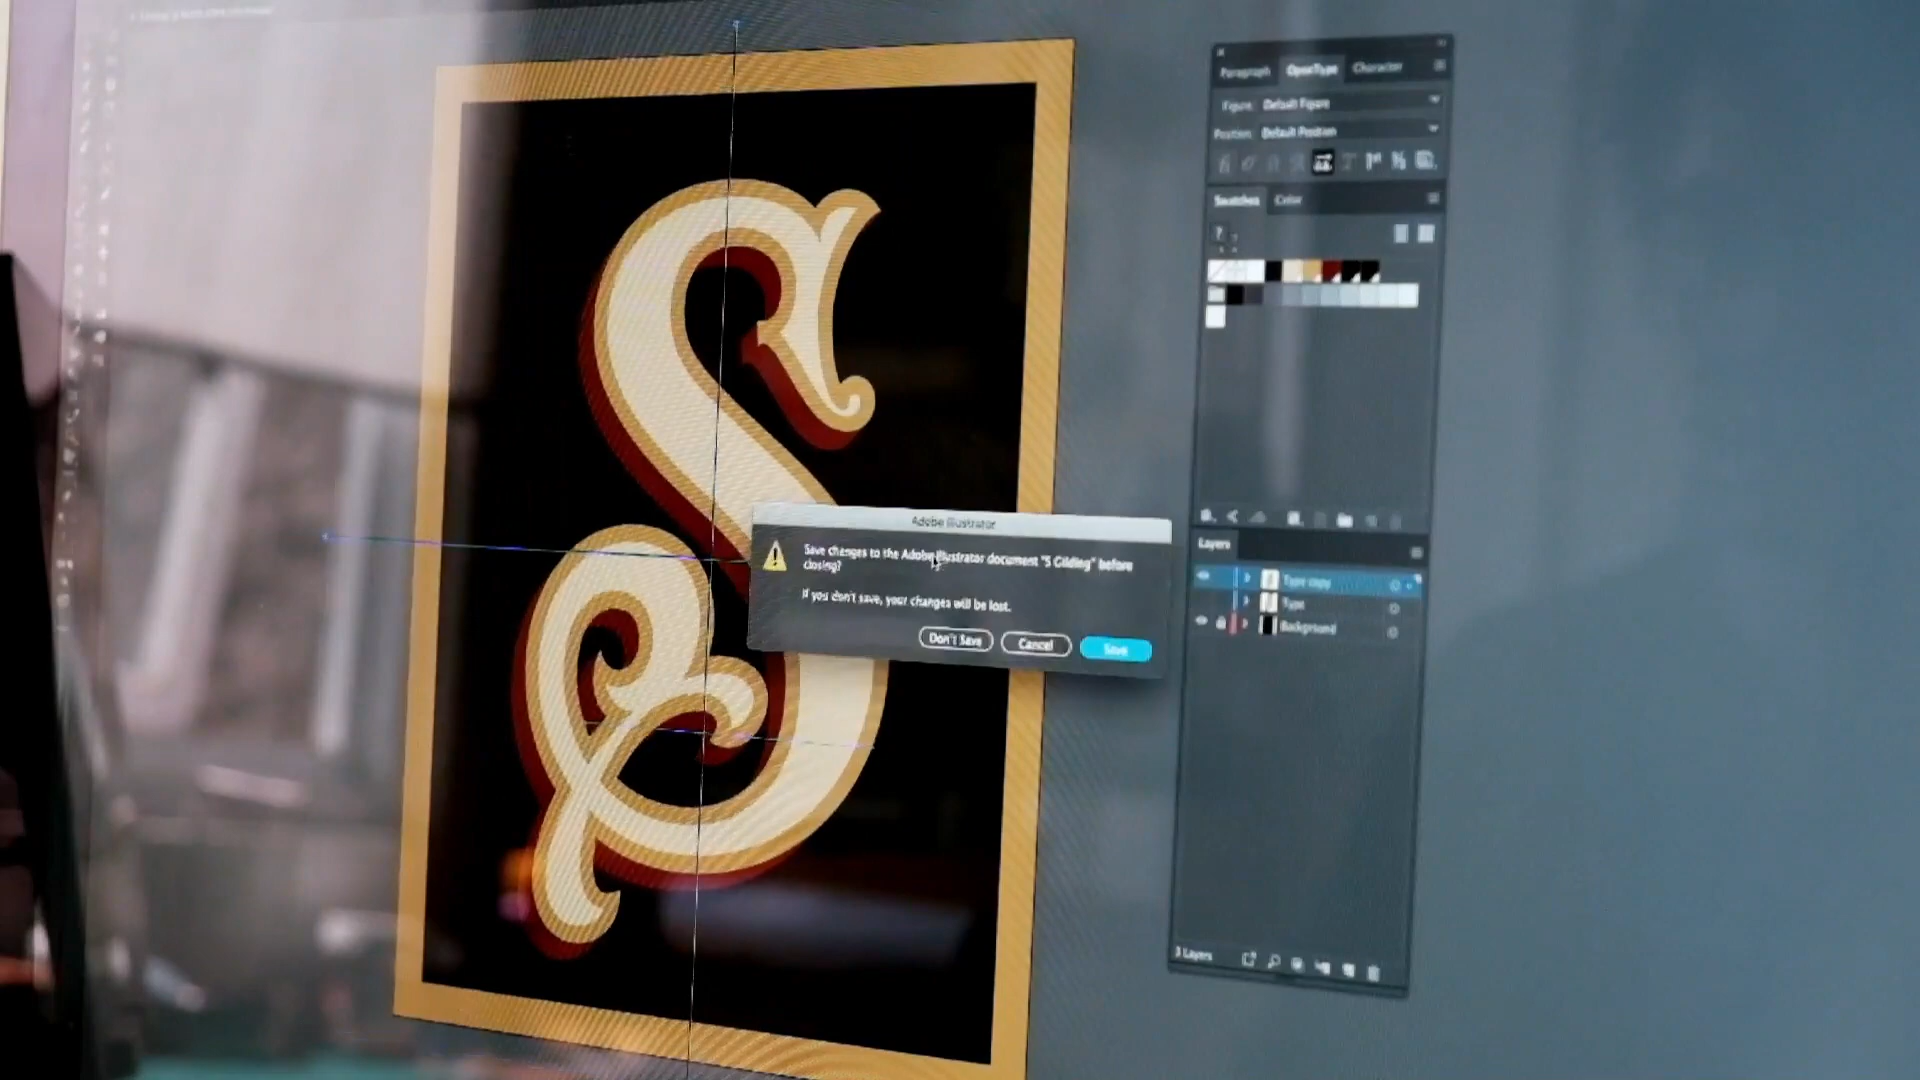 S
Paragraph OpenType Character
Figure: Default Figure
Position: Default Position
Swatches Color
Adobe Illustrator
Save changes to the Adobe Illustrator document "S Gilding" before
closing?
If you don't save, your changes will be lost.
Don't Save Cancel Save
Layers
Type copy
Type
Background
3 Layers